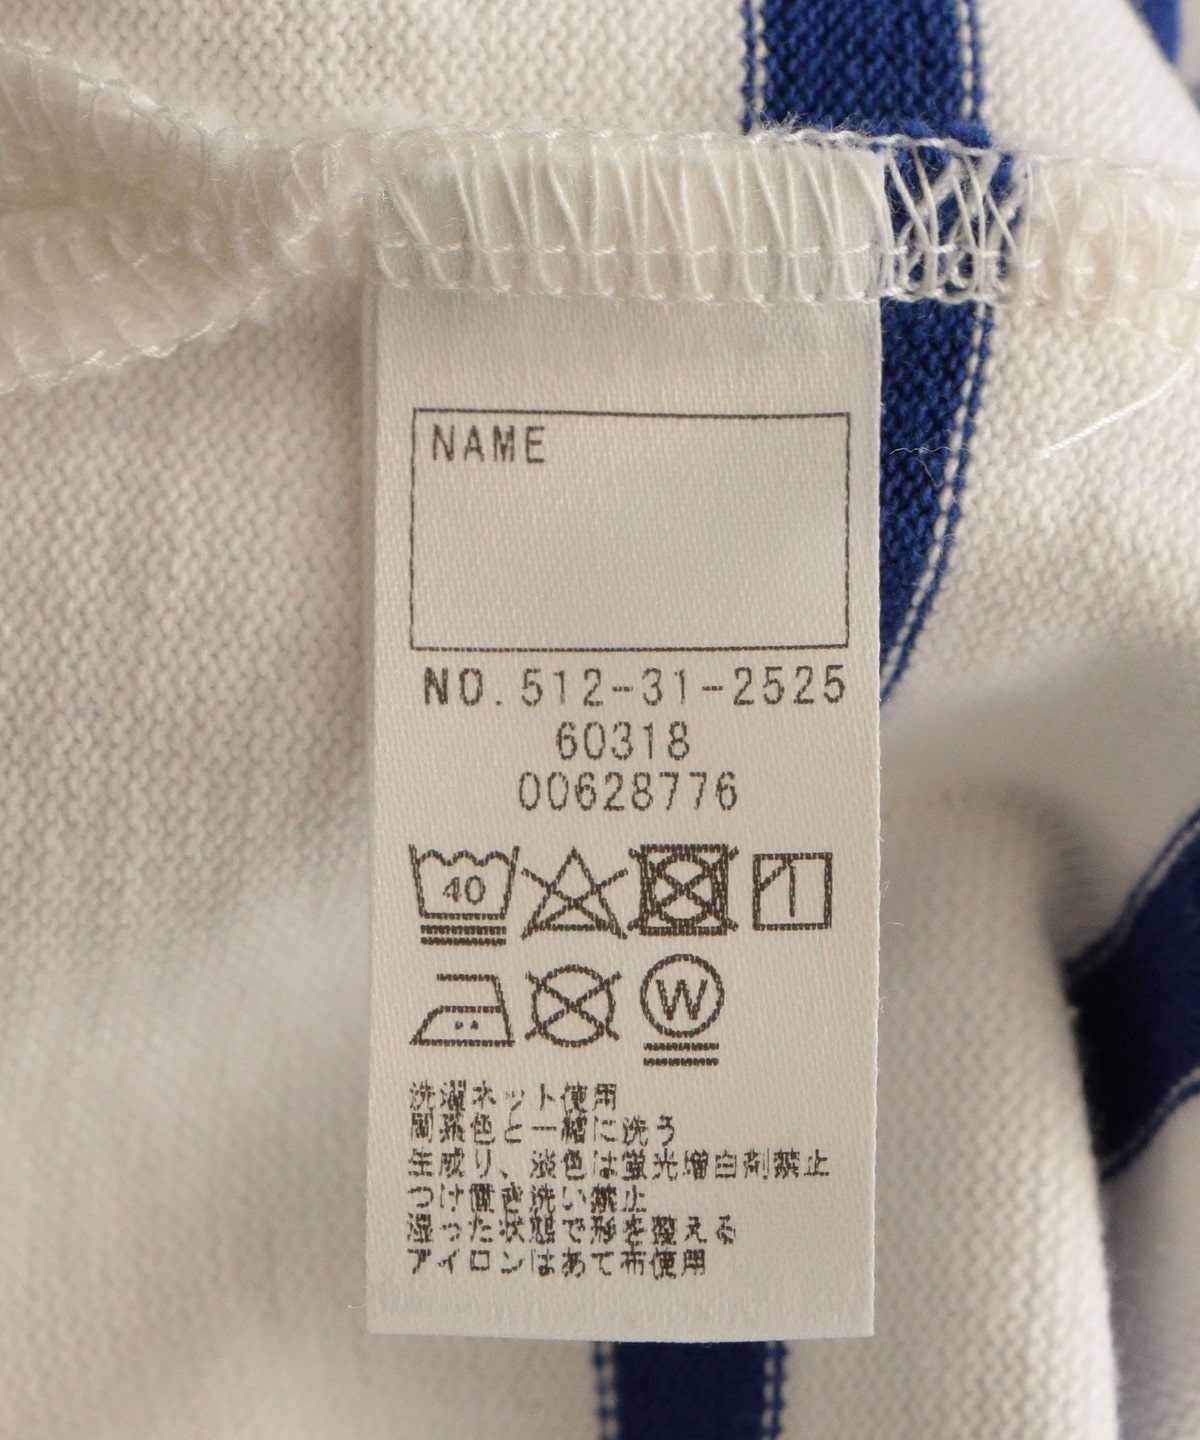 NAME
NO.512-31-2525
60318
00628776
40
W
洗濯ネット使用
同系色と一緒に洗う
生成り、淡色は蛍光増白剤禁止
つけ置き洗い禁止
湿った状態で形を整える
アイロンはあて布使用